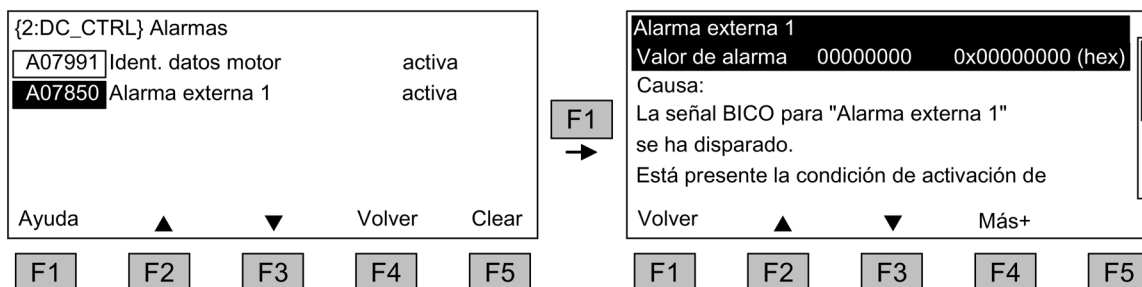 {2:DC_CTRL} Alarmas
A07991 Ident. datos motor activa
A07850 Alarma externa 1 activa
Ayuda ▲ ▼ Volver Clear
F1 F2 F3 F4 F5
F1
Alarma externa 1
Valor de alarma 00000000 0x00000000 (hex)
Causa:
La señal BICO para "Alarma externa 1"
se ha disparado.
Está presente la condición de activación de
Volver ▲ ▼ Más+
F1 F2 F3 F4 F5